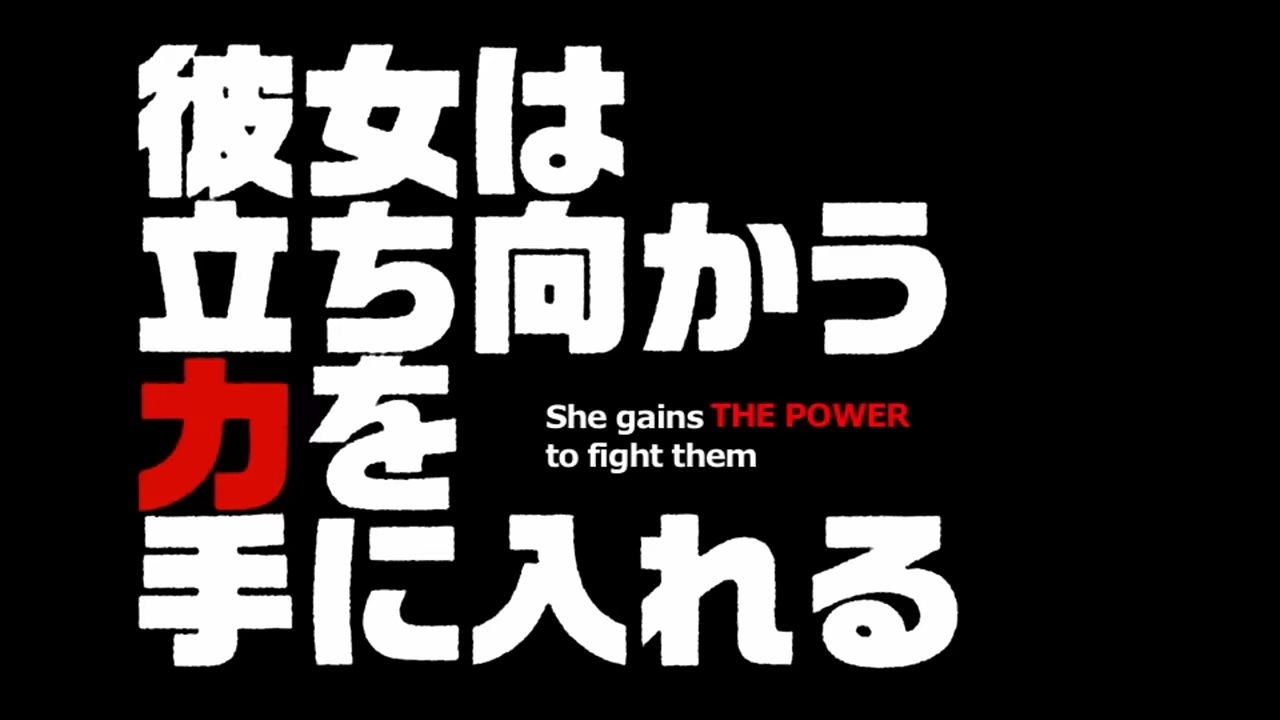 彼女は
立ち向かう
力を
She gains THE POWER
to fight them
手に入れる